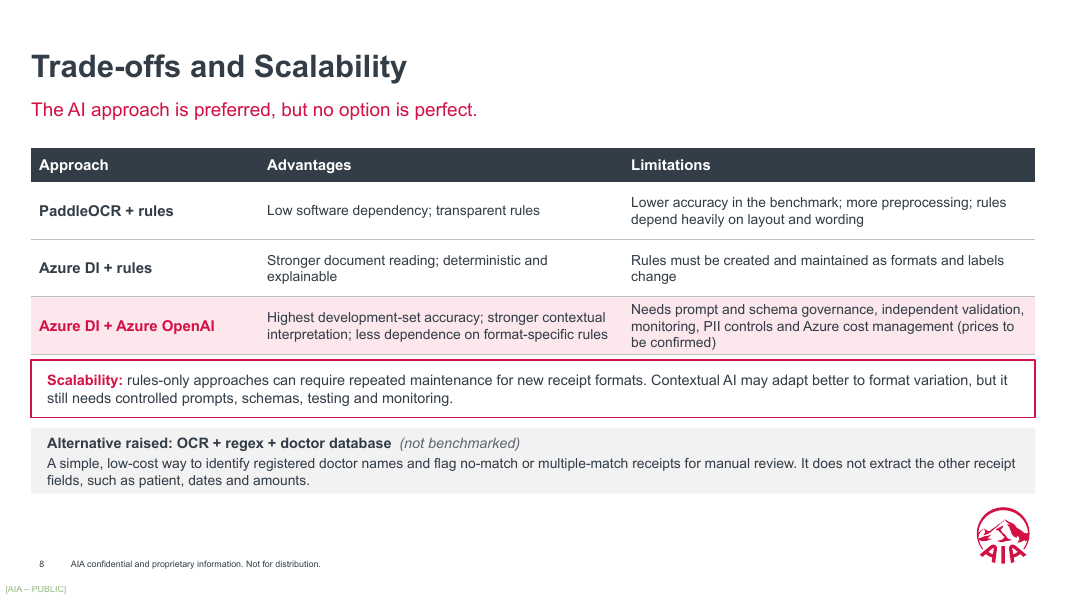 Trade-offs and Scalability
The AI approach is preferred, but no option is perfect.
Approach Advantages Limitations
PaddleOCR + rules
Low software dependency; transparent rules
Lower accuracy in the benchmark; more preprocessing; rules
depend heavily on layout and wording
Azure DI + rules
Stronger document reading; deterministic and
explainable
Rules must be created and maintained as formats and labels
change
Azure DI + Azure OpenAI
Highest development-set accuracy; stronger contextual
interpretation; less dependence on format-specific rules
Needs prompt and schema governance, independent validation,
monitoring, PII controls and Azure cost management (prices to
be confirmed)
Scalability: rules-only approaches can require repeated maintenance for new receipt formats. Contextual AI may adapt better to format variation, but it
still needs controlled prompts, schemas, testing and monitoring.
Alternative raised: OCR + regex + doctor database (not benchmarked)
A simple, low-cost way to identify registered doctor names and flag no-match or multiple-match receipts for manual review. It does not extract the other receipt
fields, such as patient, dates and amounts.
AIA
8 AIA confidential and proprietary information. Not for distribution.
[AIA – PUBLIC]